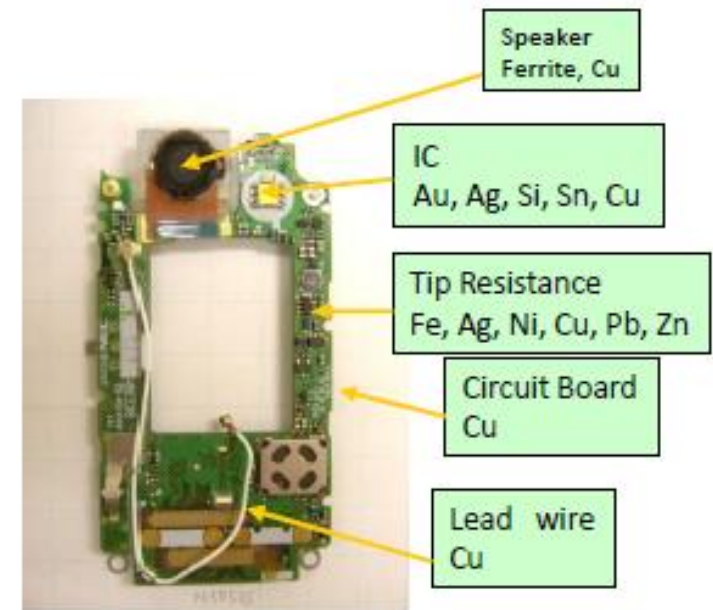 Speaker
Ferrite, Cu
IC
Au, Ag, Si, Sn, Cu
Tip Resistance
Fe, Ag, Ni, Cu, Pb, Zn
Circuit Board
Cu
Lead wire
Cu